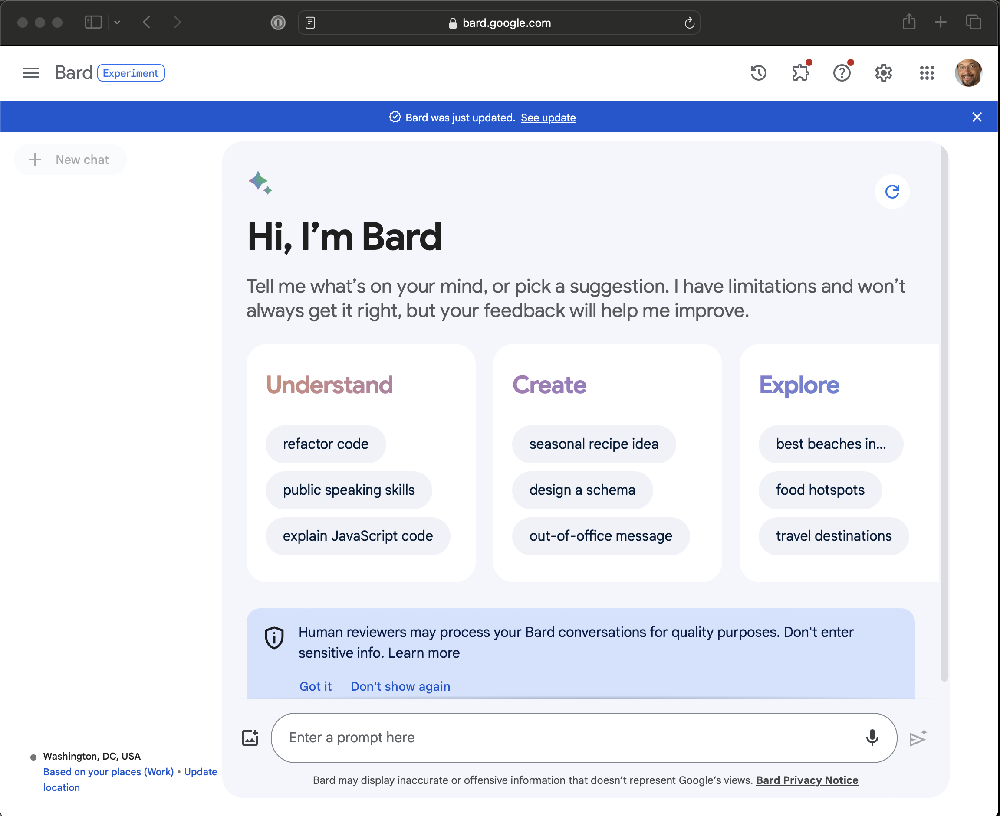 bard.google.com
Bard Experiment
Bard was just updated. See update
New chat
Hi, I’m Bard
Tell me what’s on your mind, or pick a suggestion. I have limitations and won’t
always get it right, but your feedback will help me improve.
Understand
refactor code
public speaking skills
explain JavaScript code
Create
seasonal recipe idea
design a schema
out-of-office message
Explore
best beaches in...
food hotspots
travel destinations
Human reviewers may process your Bard conversations for quality purposes. Don't enter
sensitive info. Learn more
Got it Don't show again
Enter a prompt here
Bard may display inaccurate or offensive information that doesn’t represent Google’s views. Bard Privacy Notice
Washington, DC, USA
Based on your places (Work) • Update
location